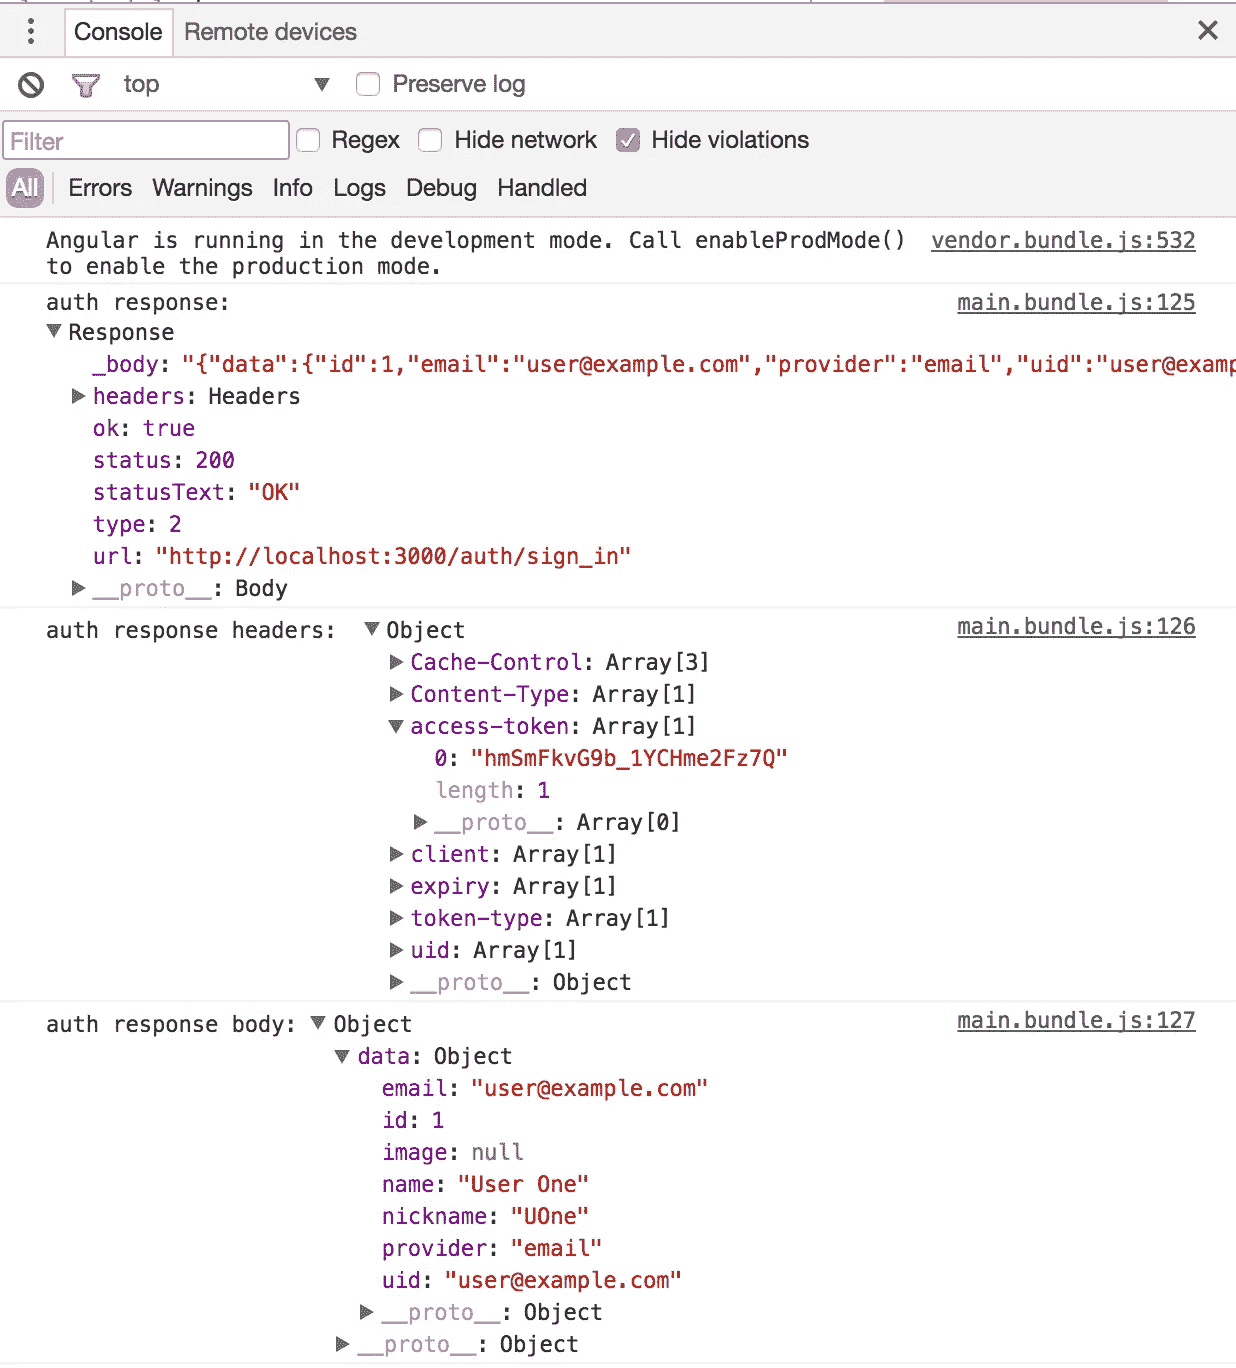 Console Remote devices
top Preserve log
Filter Regex Hide network Hide violations
All Errors Warnings Info Logs Debug Handled
Angular is running in the development mode. Call enableProdMode() vendor.bundle.js:532
to enable the production mode.
auth response: main.bundle.js:125
Response
_body: "{"data":{"id":1,"email":"user@example.com","provider":"email","uid":"user@examp
headers: Headers
ok: true
status: 200
statusText: "OK"
type: 2
url: "http://localhost:3000/auth/sign_in"
__proto__: Body
auth response headers: Object main.bundle.js:126
Cache-Control: Array[3]
Content-Type: Array[1]
access-token: Array[1]
0: "hmSmFkvG9b_1YCHme2Fz7Q"
length: 1
__proto__: Array[0]
client: Array[1]
expiry: Array[1]
token-type: Array[1]
uid: Array[1]
__proto__: Object
auth response body: Object main.bundle.js:127
data: Object
email: "user@example.com"
id: 1
image: null
name: "User One"
nickname: "UOne"
provider: "email"
uid: "user@example.com"
__proto__: Object
__proto__: Object